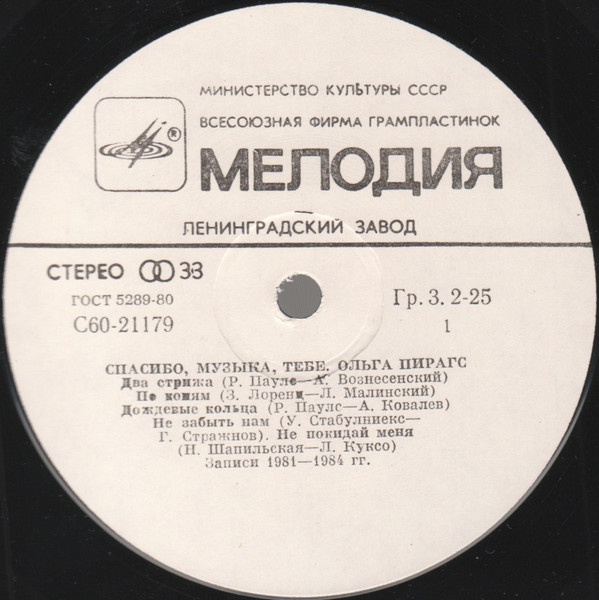 МИНИСТЕРСТВО КУЛЬТУРЫ СССР
ВСЕСОЮЗНАЯ ФИРМА ГРАМПЛАСТИНОК
®
МЕЛОДИЯ
ЛЕНИНГРАДСКИЙ ЗАВОД
СТЕРЕО 33
ГОСТ 5289-80
Гр. 3. 2-25
С60-21179
1
СПАСИБО, МУЗЫКА, ТЕБЕ. ОЛЬГА ПИРАГС
Два стрижа (Р. Паулс—А. Вознесенский)
По коням (З. Лоренц—Л. Малинский)
Дождевые кольца (Р. Паулс—А. Ковалев)
Не забыть нам (У. Стабулниекс—
Г. Стражнов). Не покидай меня
(Н. Шапильская—Л. Куксо)
Записи 1981—1984 гг.